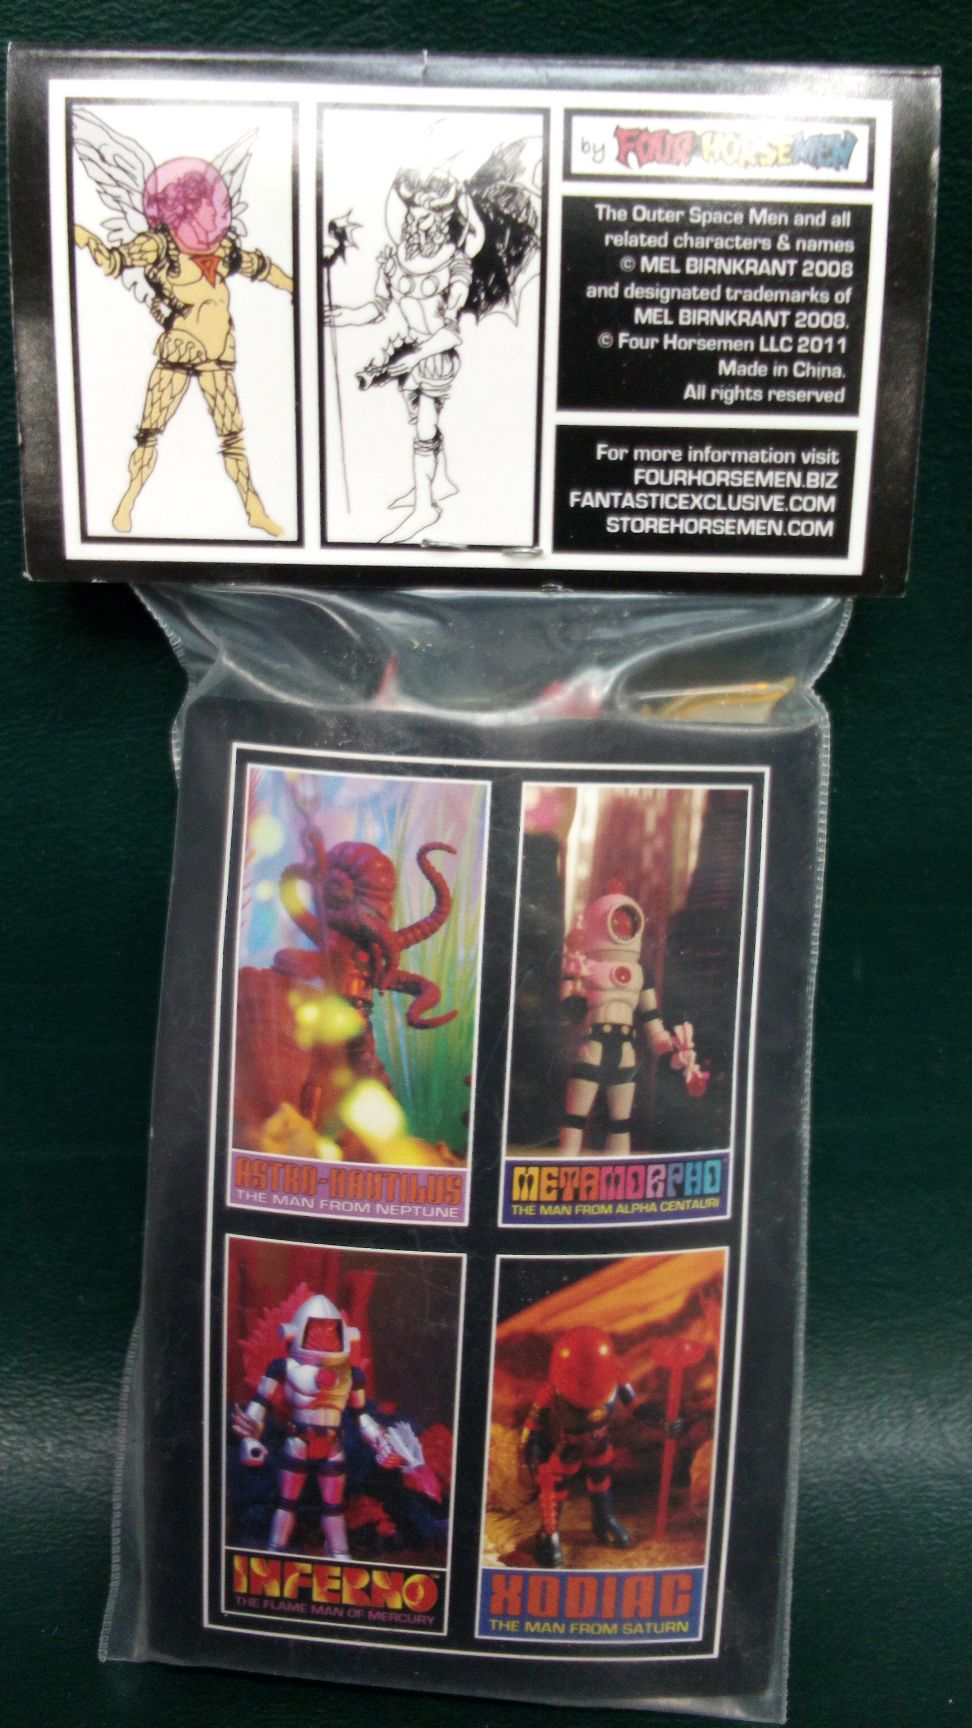 by FOUR HORSEMEN
The Outer Space Men and all
related characters & names
© MEL BIRNKRANT 2008
and designated trademarks of
MEL BIRNKRANT 2008.
© Four Horsemen LLC 2011
Made in China.
All rights reserved
For more information visit
FOURHORSEMEN.BIZ
FANTASTICEXCLUSIVE.COM
STOREHORSEMEN.COM
ASTRO-NAUTILUS
THE MAN FROM NEPTUNE
METAMORPHO
THE MAN FROM ALPHA CENTAURI
INFERNO
THE FLAME MAN OF MERCURY
XODIAC
THE MAN FROM SATURN